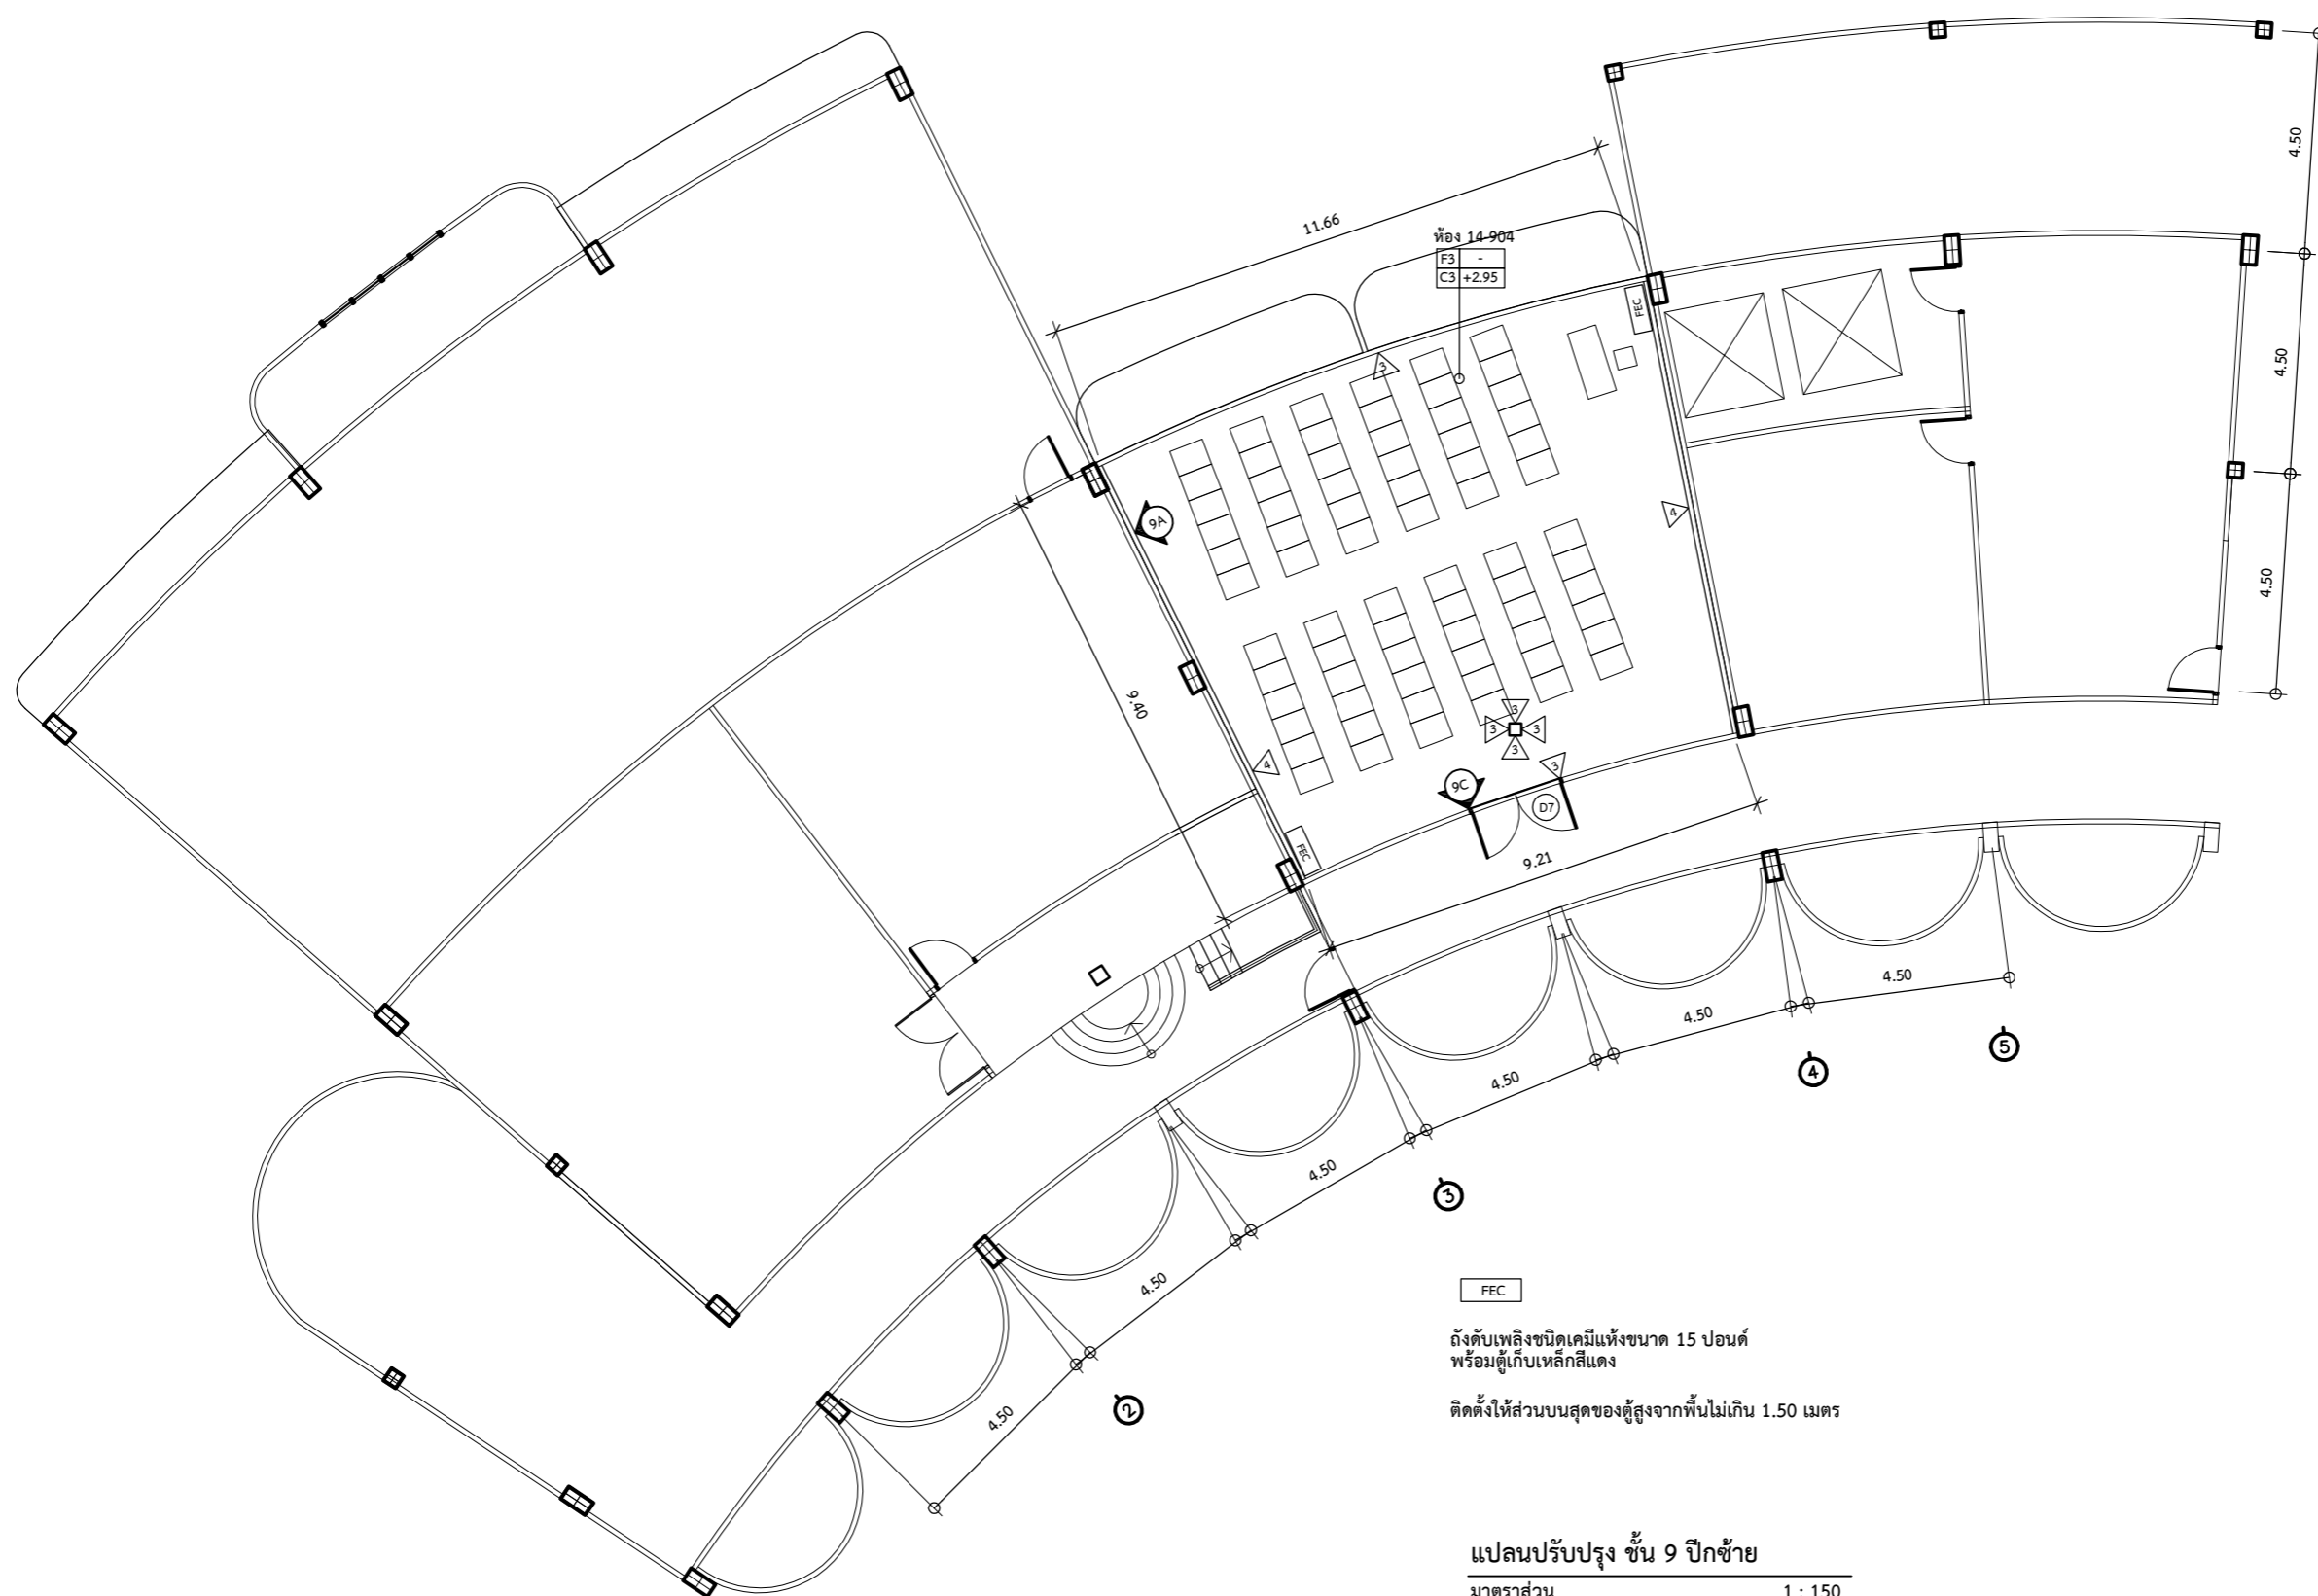 4.50
11.66
ห้อง 14-904
F3 -
C3 +2.95
FEC
3
4.50
4
9A
9.40
4.50
3
3 3
3
4
3
9C
D7
FEC
9.21
4.50
4.50
5
4
4.50
4.50
3
4.50
4.50
2
FEC
ถังดับเพลิงชนิดเคมีแห้งขนาด 15 ปอนด์
พร้อมตู้เก็บเหล็กสีแดง
ติดตั้งให้ส่วนบนสุดของตู้สูงจากพื้นไม่เกิน 1.50 เมตร
แปลนปรับปรุง ชั้น 9 ปีกซ้าย
มาตราส่วน 1 : 150